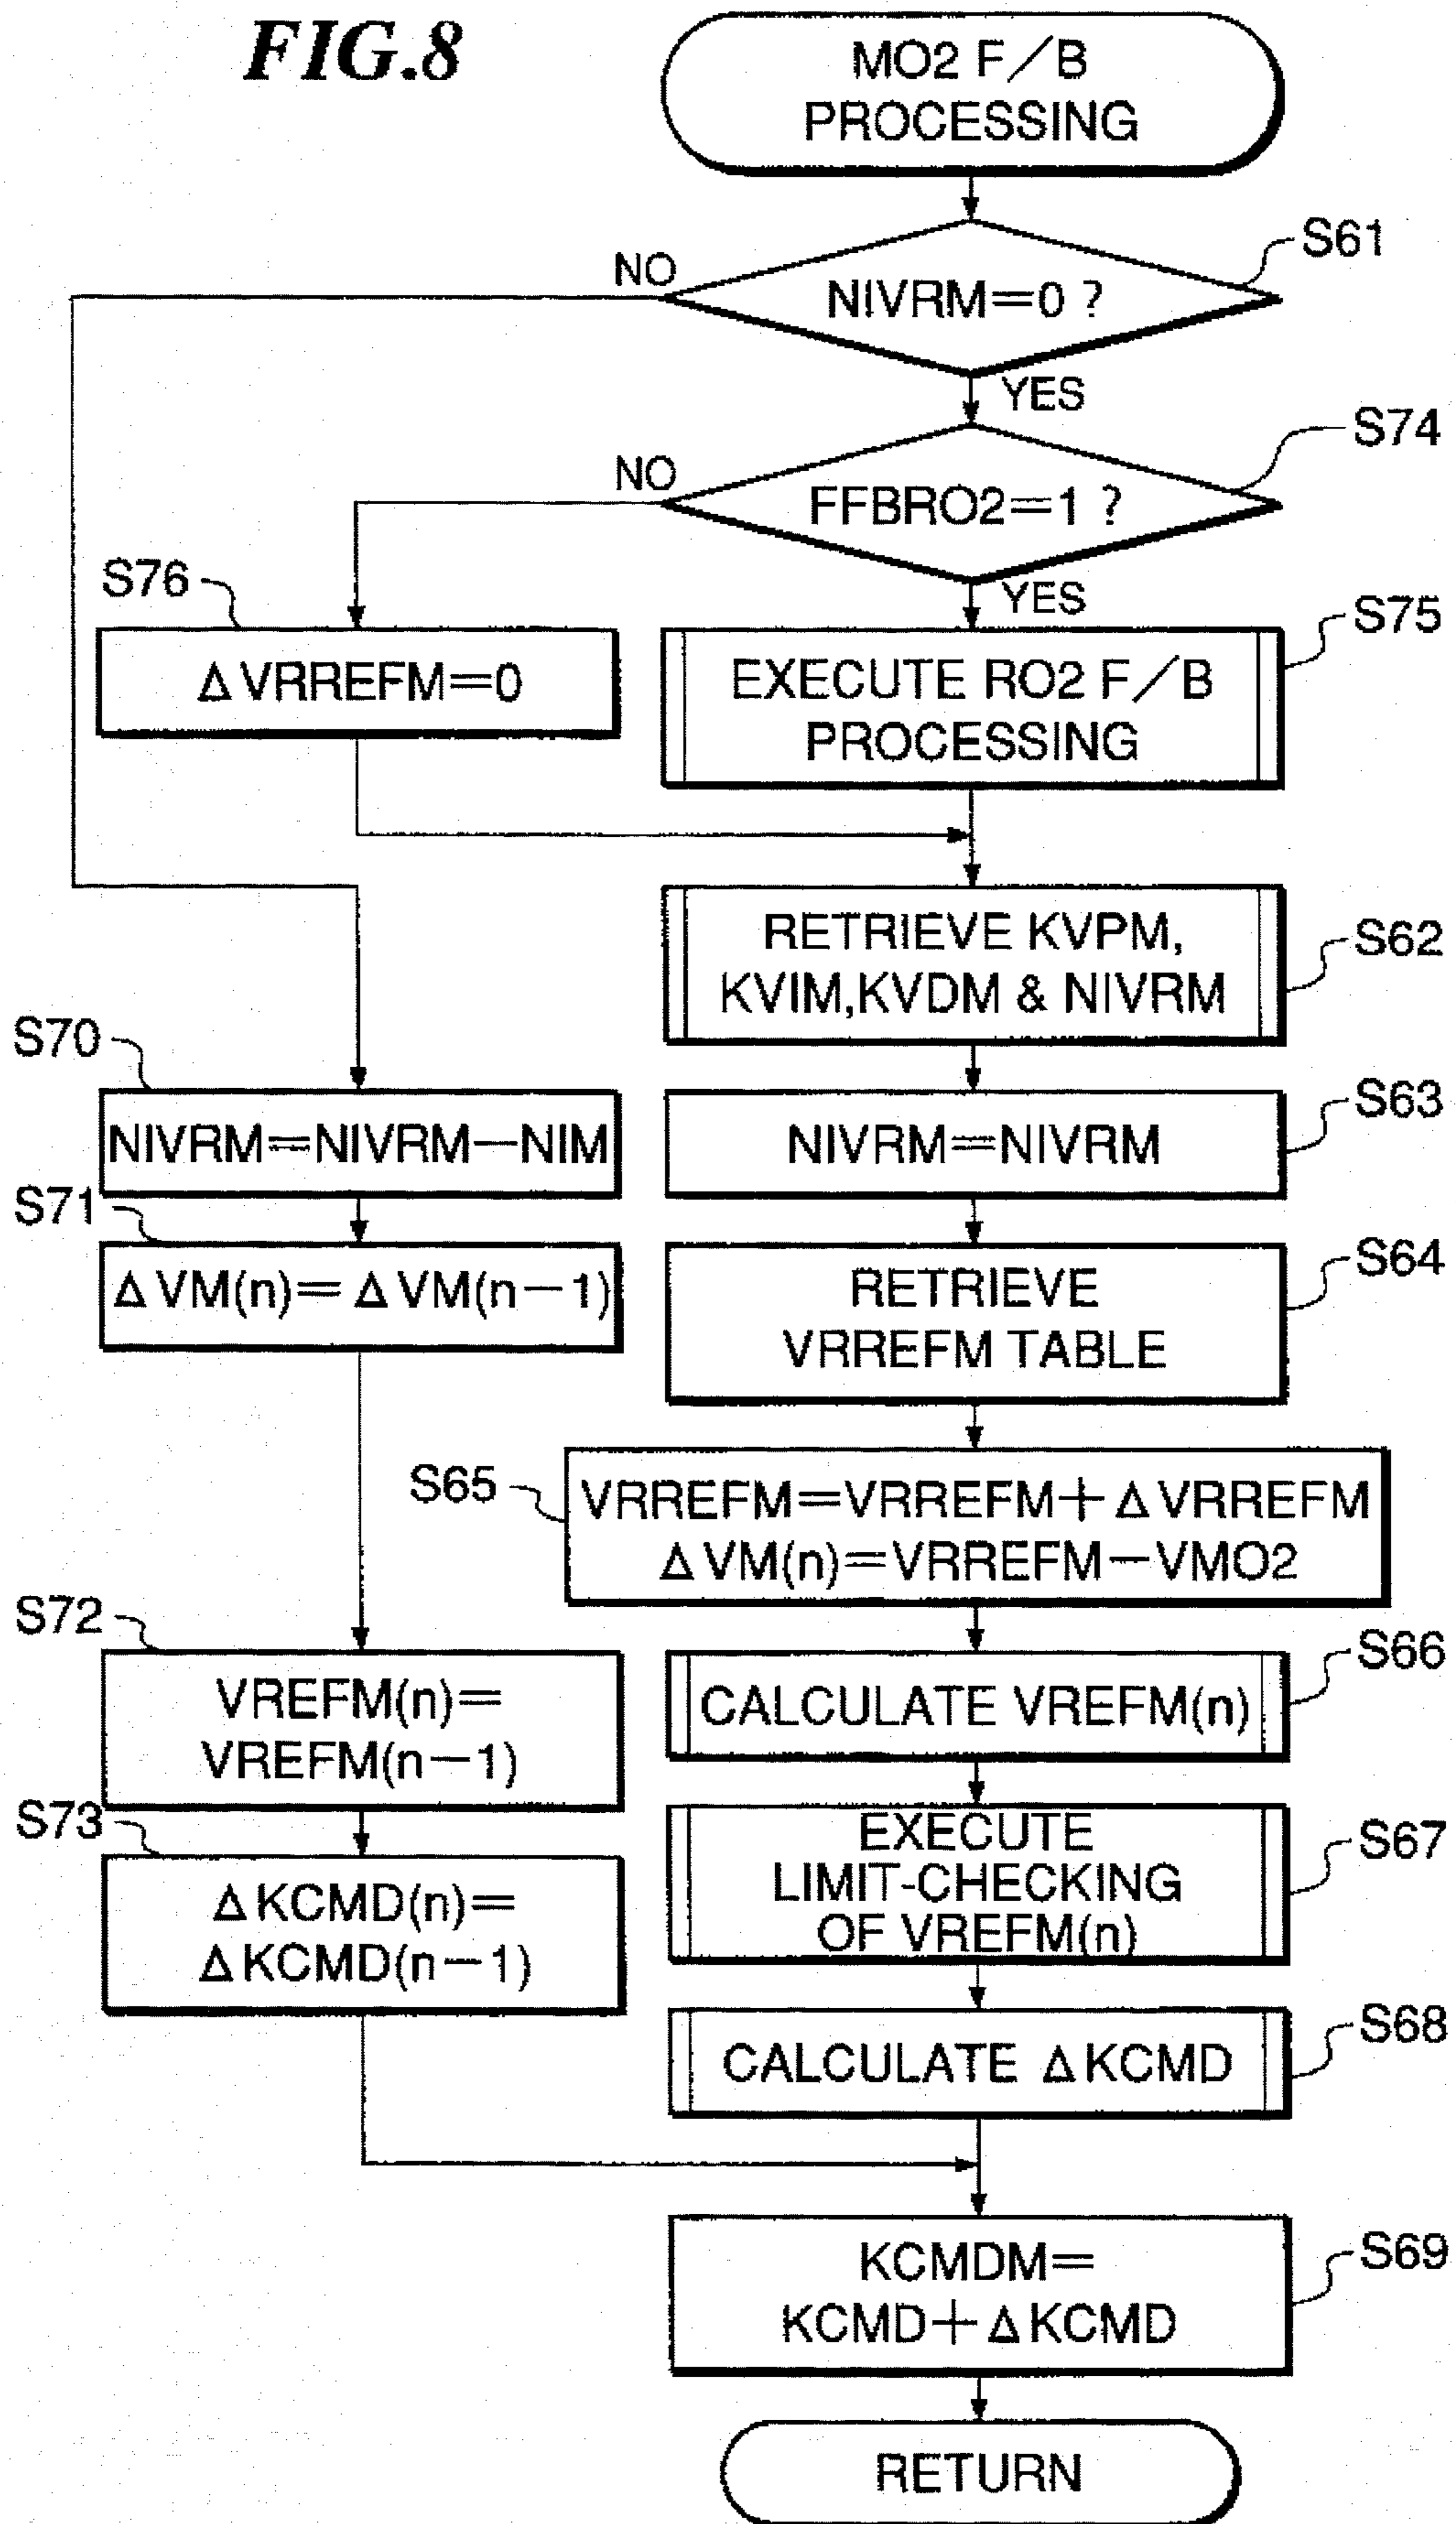 FIG.8
MO2 F/B
PROCESSING
S61
NO
NIVRM=0 ?
YES
S74
NO
FFBRO2=1 ?
YES
S76
ΔVRREFM=0
S75
EXECUTE RO2 F/B
PROCESSING
RETRIEVE KVPM,
KVIM,KVDM & NIVRM
S62
S70
NIVRM=NIVRM−NIM
NIVRM=NIVRM
S63
S71
ΔVM(n)=ΔVM(n−1)
RETRIEVE
VRREFM TABLE
S64
S65
VRREFM=VRREFM+ΔVRREFM
ΔVM(n)=VRREFM−VMO2
S72
VREFM(n)=
VREFM(n−1)
CALCULATE VREFM(n)
S66
S73
ΔKCMD(n)=
ΔKCMD(n−1)
EXECUTE
LIMIT-CHECKING
OF VREFM(n)
S67
CALCULATE ΔKCMD
S68
KCMDM=
KCMD+ΔKCMD
S69
RETURN